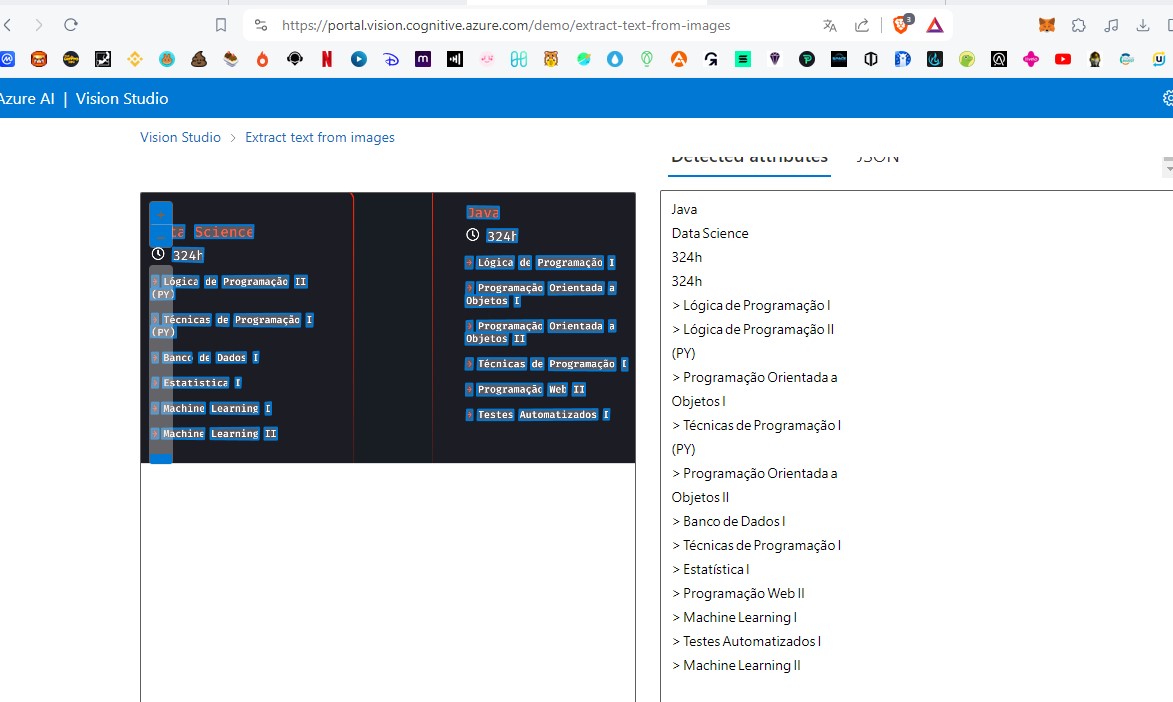 https://portal.vision.cognitive.azure.com/demo/extract-text-from-images
3
Azure AI | Vision Studio
Vision Studio > Extract text from images
Detected attributes
JSON
Science
324h
→ Lógica de Programação II
(PY)
→ Técnicas de Programação I
(PY)
→ Banco de Dados I
→ Estatística I
→ Machine Learning I
→ Machine Learning II
Java
324h
→ Lógica de Programação I
→ Programação Orientada a
Objetos I
→ Programação Orientada a
Objetos II
→ Técnicas de Programação I
→ Programação Web II
→ Testes Automatizados I
Java
Data Science
324h
324h
> Lógica de Programação I
> Lógica de Programação II
(PY)
> Programação Orientada a
Objetos I
> Técnicas de Programação I
(PY)
> Programação Orientada a
Objetos II
> Banco de Dados I
> Técnicas de Programação I
> Estatística I
> Programação Web II
> Machine Learning I
> Testes Automatizados I
> Machine Learning II